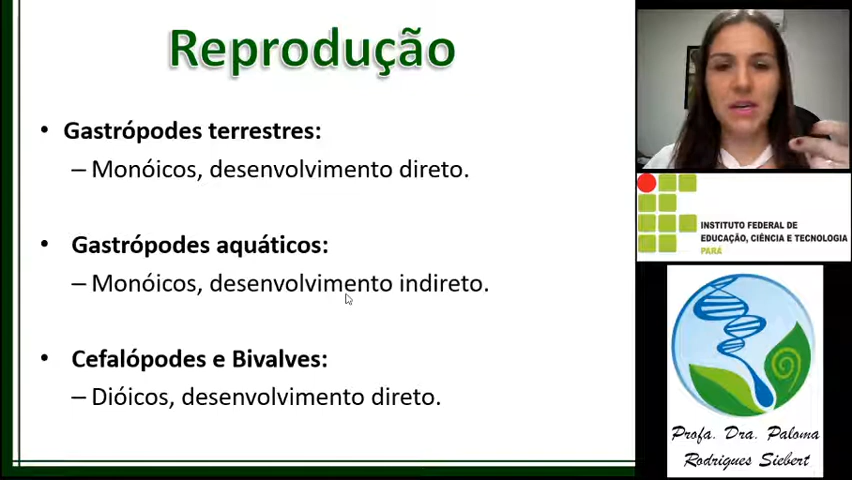 Reprodução
• Gastrópodes terrestres:
– Monóicos, desenvolvimento direto.
• Gastrópodes aquáticos:
– Monóicos, desenvolvimento indireto.
• Cefalópodes e Bivalves:
– Dióicos, desenvolvimento direto.
INSTITUTO FEDERAL DE
EDUCAÇÃO, CIÊNCIA E TECNOLOGIA
PARÁ
Profa. Dra. Paloma
Rodrigues Siebert